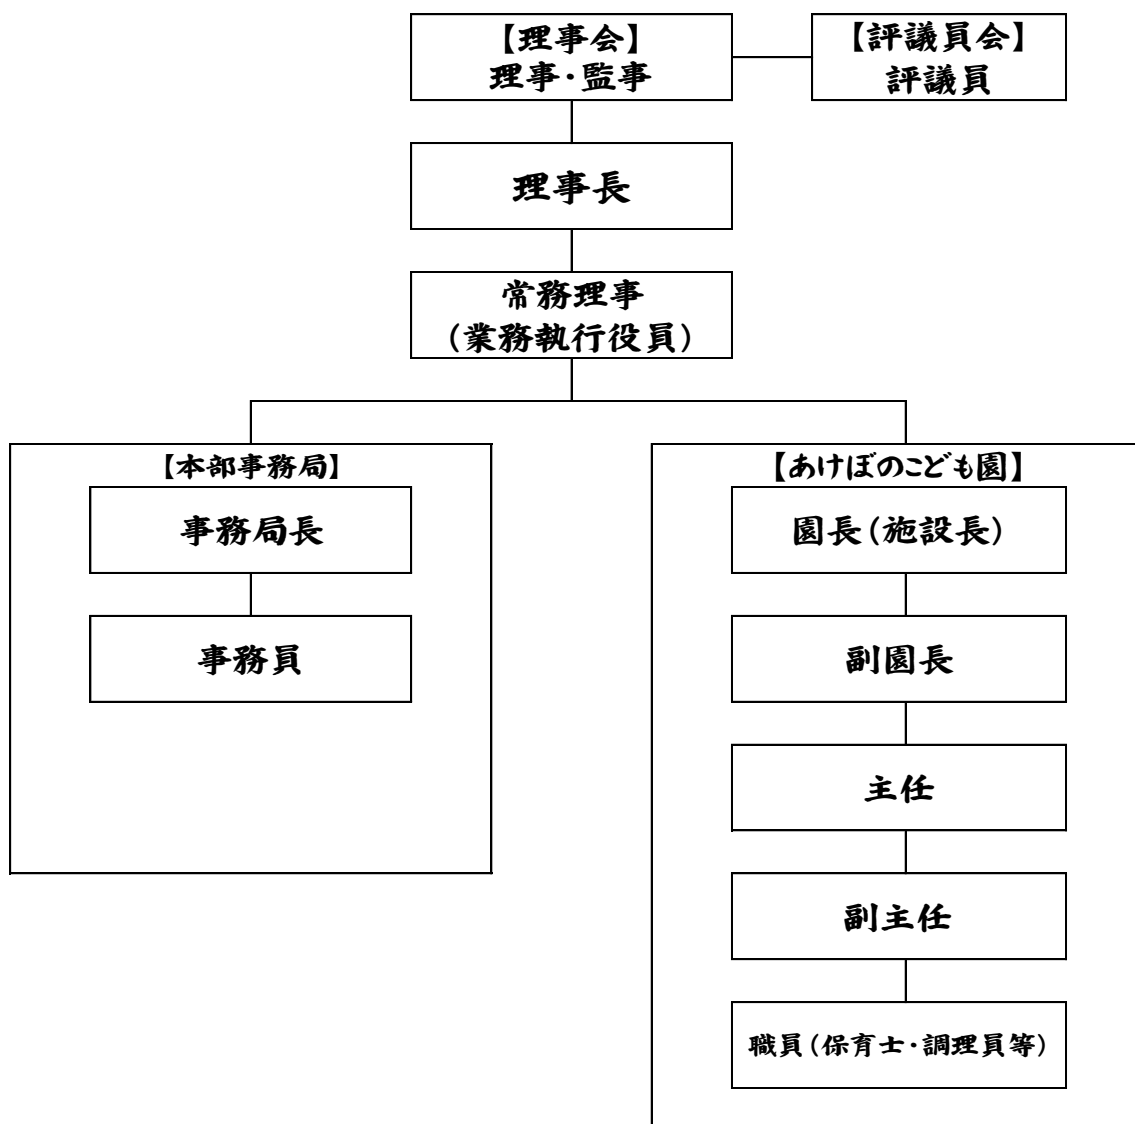 【理事会】
理事・監事
【評議員会】
評議員
理事長
常務理事
(業務執行役員)
【本部事務局】
事務局長
事務員
【あけぼのこども園】
園長(施設長)
副園長
主任
副主任
職員(保育士・調理員等)